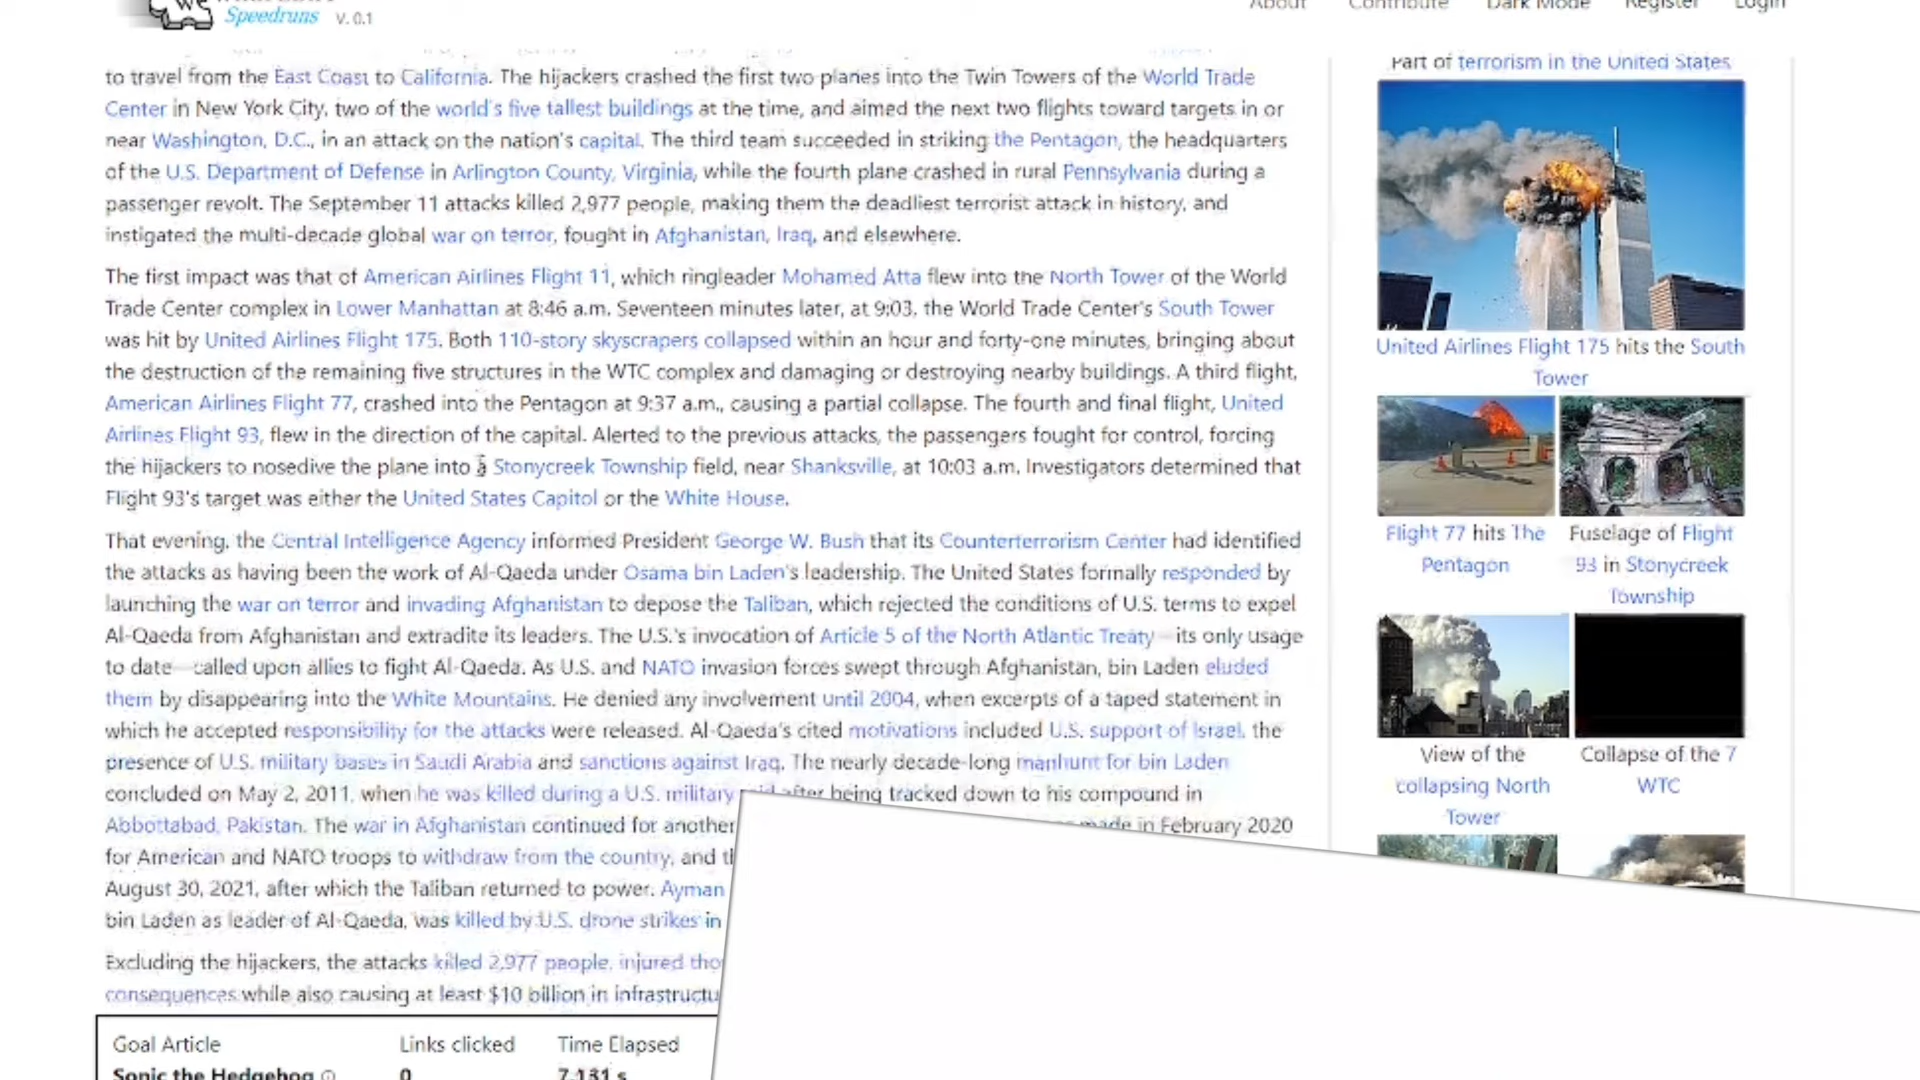 Speedruns V. 0.1
About Contribute Dark Mode Register Login
to travel from the East Coast to California. The hijackers crashed the first two planes into the Twin Towers of the World Trade
Center in New York City, two of the world's five tallest buildings at the time, and aimed the next two flights toward targets in or
near Washington, D.C., in an attack on the nation's capital. The third team succeeded in striking the Pentagon, the headquarters
of the U.S. Department of Defense in Arlington County, Virginia, while the fourth plane crashed in rural Pennsylvania during a
passenger revolt. The September 11 attacks killed 2,977 people, making them the deadliest terrorist attack in history, and
instigated the multi-decade global war on terror, fought in Afghanistan, Iraq, and elsewhere.
The first impact was that of American Airlines Flight 11, which ringleader Mohamed Atta flew into the North Tower of the World
Trade Center complex in Lower Manhattan at 8:46 a.m. Seventeen minutes later, at 9:03, the World Trade Center's South Tower
was hit by United Airlines Flight 175. Both 110-story skyscrapers collapsed within an hour and forty-one minutes, bringing about
the destruction of the remaining five structures in the WTC complex and damaging or destroying nearby buildings. A third flight,
American Airlines Flight 77, crashed into the Pentagon at 9:37 a.m., causing a partial collapse. The fourth and final flight, United
Airlines Flight 93, flew in the direction of the capital. Alerted to the previous attacks, the passengers fought for control, forcing
the hijackers to nosedive the plane into a Stonycreek Township field, near Shanksville, at 10:03 a.m. Investigators determined that
Flight 93's target was either the United States Capitol or the White House.
That evening, the Central Intelligence Agency informed President George W. Bush that its Counterterrorism Center had identified
the attacks as having been the work of Al-Qaeda under Osama bin Laden's leadership. The United States formally responded by
launching the war on terror and invading Afghanistan to depose the Taliban, which rejected the conditions of U.S. terms to expel
Al-Qaeda from Afghanistan and extradite its leaders. The U.S.'s invocation of Article 5 of the North Atlantic Treaty—its only usage
to date—called upon allies to fight Al-Qaeda. As U.S. and NATO invasion forces swept through Afghanistan, bin Laden eluded
them by disappearing into the White Mountains. He denied any involvement until 2004, when excerpts of a taped statement in
which he accepted responsibility for the attacks were released. Al-Qaeda's cited motivations included U.S. support of Israel, the
presence of U.S. military bases in Saudi Arabia and sanctions against Iraq. The nearly decade-long manhunt for bin Laden
concluded on May 2, 2011, when he was killed during a U.S. military raid after being tracked down to his compound in
Abbottabad, Pakistan. The war in Afghanistan continued for another made in February 2020
for American and NATO troops to withdraw from the country, and th
August 30, 2021, after which the Taliban returned to power. Ayman
bin Laden as leader of Al-Qaeda, was killed by U.S. drone strikes in
Excluding the hijackers, the attacks killed 2,977 people, injured tho
consequences while also causing at least $10 billion in infrastructu
Part of terrorism in the United States
United Airlines Flight 175 hits the South
Tower
Flight 77 hits The
Pentagon
Fuselage of Flight
93 in Stonycreek
Township
View of the
collapsing North
Tower
Collapse of the 7
WTC
Goal Article Links clicked Time Elapsed
Sonic the Hedgehog 0 7.131 s